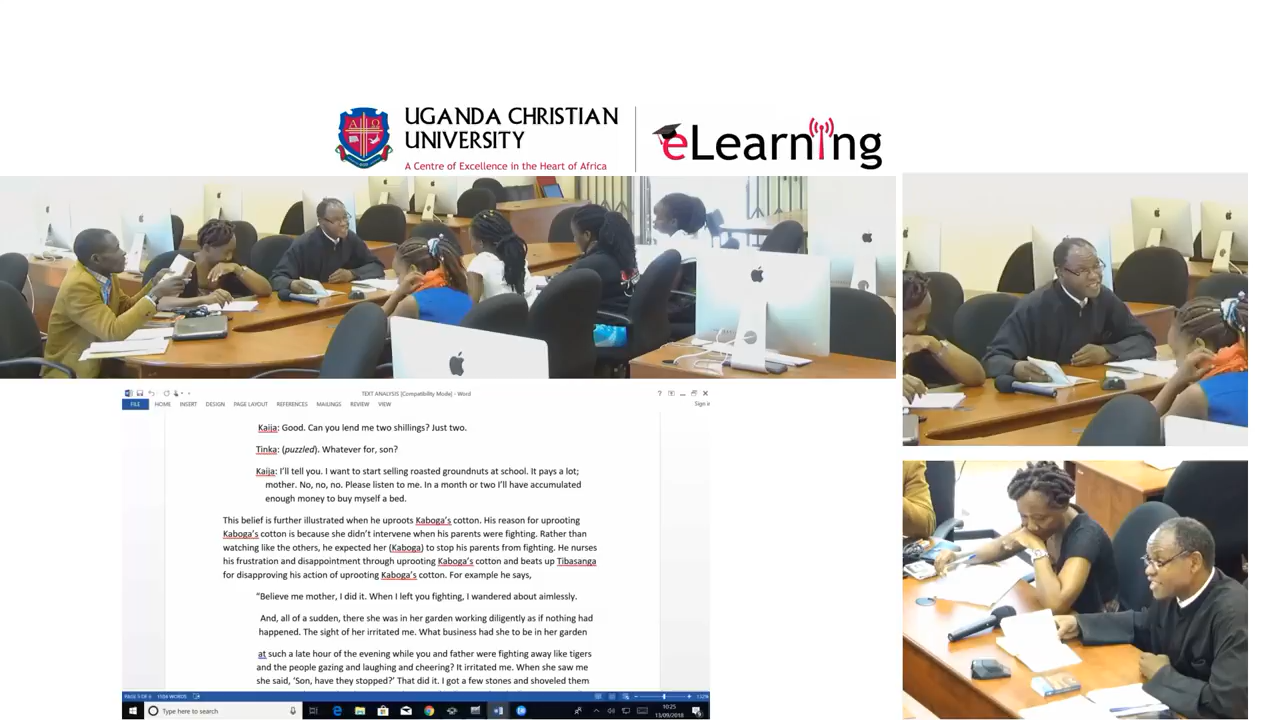 UGANDA CHRISTIAN
UNIVERSITY
A Centre of Excellence in the Heart of Africa
eLearning
TEXT ANALYSIS [Compatibility Mode] - Word
Sign in
FILE HOME INSERT DESIGN PAGE LAYOUT REFERENCES MAILINGS REVIEW VIEW
Kaija: Good. Can you lend me two shillings? Just two.
Tinka: (puzzled). Whatever for, son?
Kaija: I'll tell you. I want to start selling roasted groundnuts at school. It pays a lot;
mother. No, no, no. Please listen to me. In a month or two I'll have accumulated
enough money to buy myself a bed.
This belief is further illustrated when he uproots Kaboga's cotton. His reason for uprooting
Kaboga's cotton is because she didn't intervene when his parents were fighting. Rather than
watching like the others, he expected her (Kaboga) to stop his parents from fighting. He nurses
his frustration and disappointment through uprooting Kaboga's cotton and beats up Tibasanga
for disapproving his action of uprooting Kaboga's cotton. For example he says,
"Believe me mother, I did it. When I left you fighting, I wandered about aimlessly.
And, all of a sudden, there she was in her garden working diligently as if nothing had
happened. The sight of her irritated me. What business had she to be in her garden
at such a late hour of the evening while you and father were fighting away like tigers
and the people gazing and laughing and cheering? It irritated me. When she saw me
she said, 'Son, have they stopped?' That did it. I got a few stones and shoveled them
Type here to search
10:25
13/09/2018